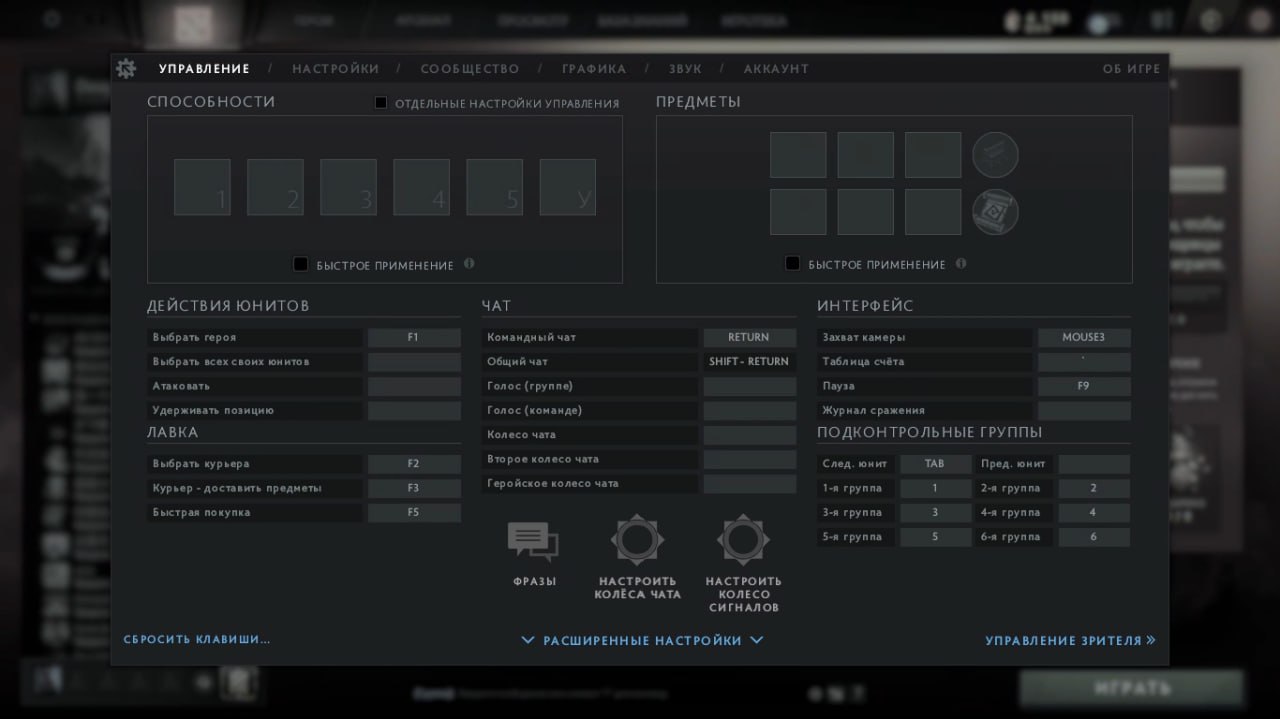 УПРАВЛЕНИЕ / НАСТРОЙКИ / СООБЩЕСТВО / ГРАФИКА / ЗВУК / АККАУНТ ОБ ИГРЕ
СПОСОБНОСТИ
ОТДЕЛЬНЫЕ НАСТРОЙКИ УПРАВЛЕНИЯ
1 2 3 4 5 У
БЫСТРОЕ ПРИМЕНЕНИЕ
ПРЕДМЕТЫ
БЫСТРОЕ ПРИМЕНЕНИЕ
ДЕЙСТВИЯ ЮНИТОВ
Выбрать героя F1
Выбрать всех своих юнитов
Атаковать
Удерживать позицию
ЛАВКА
Выбрать курьера F2
Курьер - доставить предметы F3
Быстрая покупка F5
ЧАТ
Командный чат RETURN
Общий чат SHIFT - RETURN
Голос (группе)
Голос (команде)
Колесо чата
Второе колесо чата
Геройское колесо чата
ФРАЗЫ
НАСТРОИТЬ
КОЛЁСА ЧАТА
НАСТРОИТЬ
КОЛЕСО
СИГНАЛОВ
ИНТЕРФЕЙС
Захват камеры MOUSE3
Таблица счёта `
Пауза F9
Журнал сражения
ПОДКОНТРОЛЬНЫЕ ГРУППЫ
След. юнит TAB Пред. юнит
1-я группа 1 2-я группа 2
3-я группа 3 4-я группа 4
5-я группа 5 6-я группа 6
СБРОСИТЬ КЛАВИШИ...
РАСШИРЕННЫЕ НАСТРОЙКИ
УПРАВЛЕНИЕ ЗРИТЕЛЯ »
ИГРАТЬ